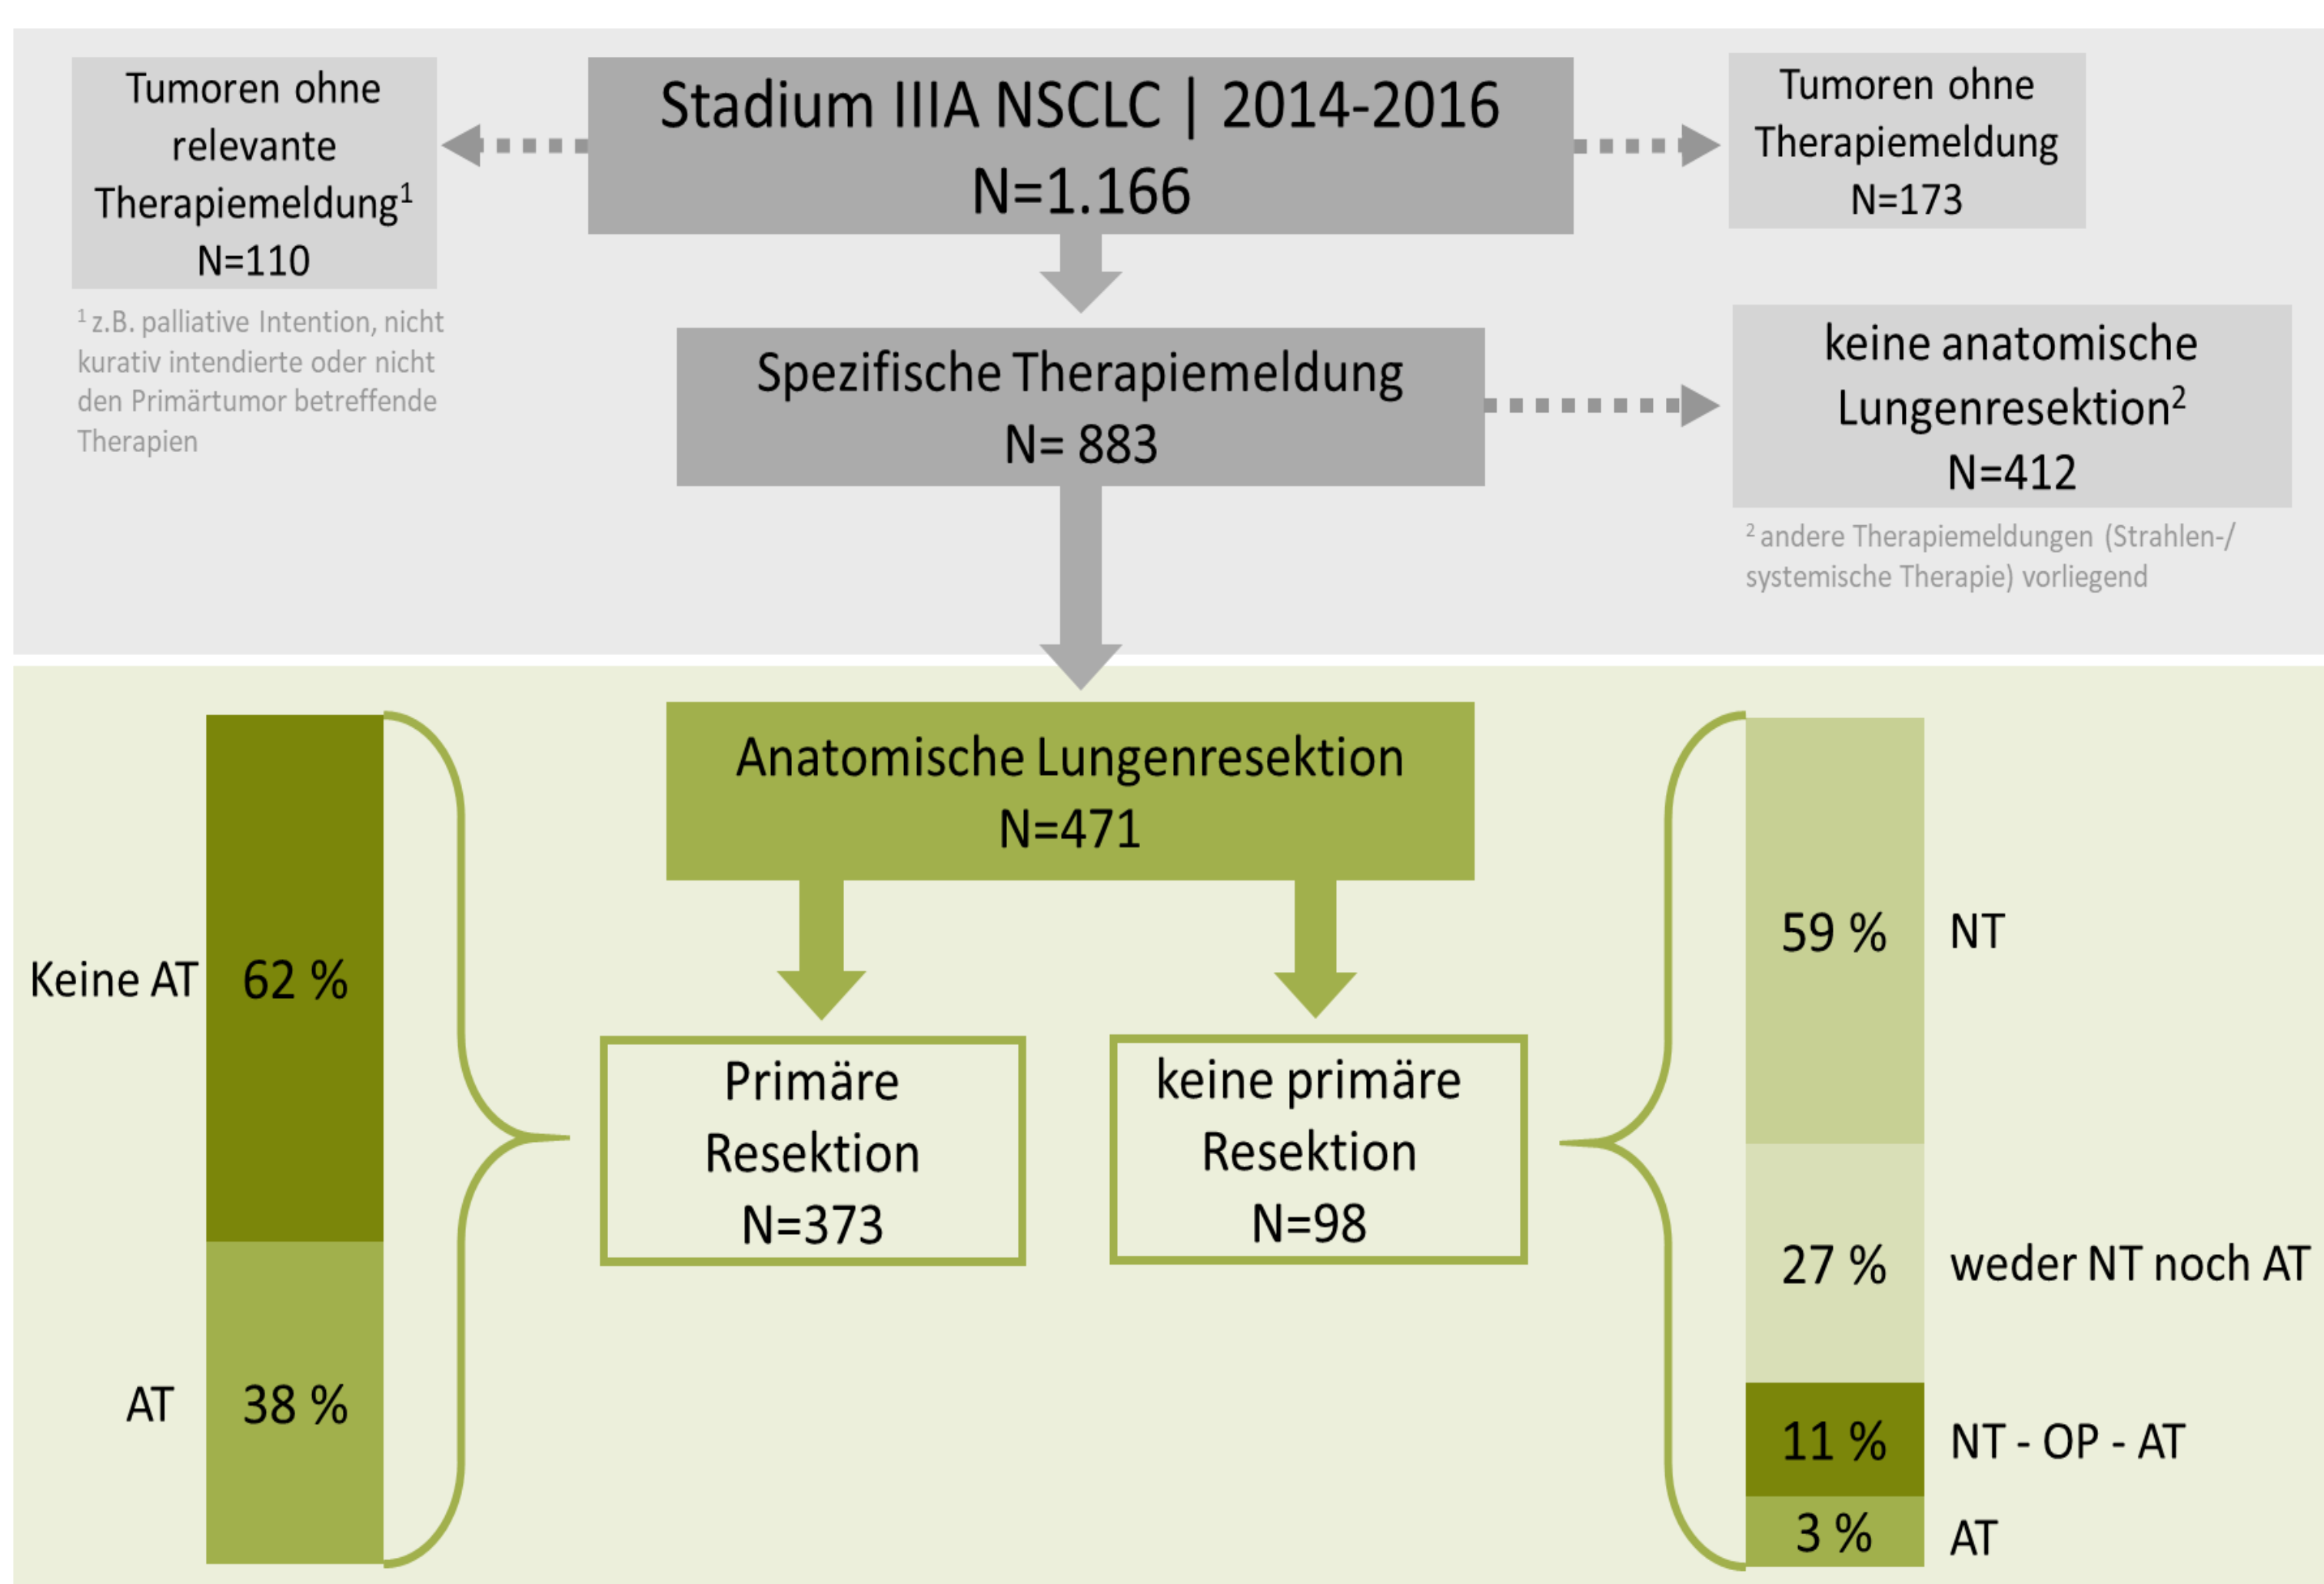 Tumoren ohne
relevante
Therapiemeldung¹
N=110
¹ z.B. palliative Intention, nicht
kurativ intendierte oder nicht
den Primärtumor betreffende
Therapien
Stadium IIIA NSCLC | 2014-2016
N=1.166
Tumoren ohne
Therapiemeldung
N=173
Spezifische Therapiemeldung
N= 883
keine anatomische
Lungenresektion²
N=412
² andere Therapiemeldungen (Strahlen-/
systemische Therapie) vorliegend
Anatomische Lungenresektion
N=471
Keine AT
62 %
AT
38 %
Primäre
Resektion
N=373
keine primäre
Resektion
N=98
59 %
NT
27 %
weder NT noch AT
11 %
NT - OP - AT
3 %
AT